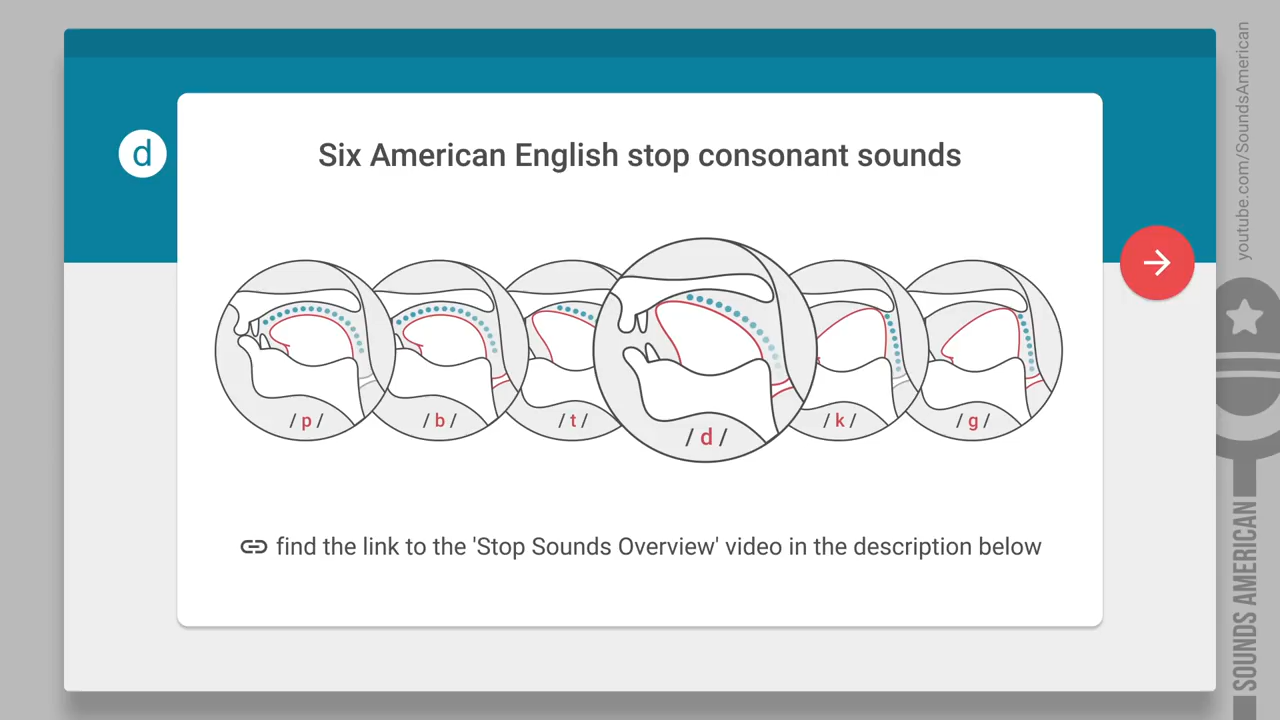 d
Six American English stop consonant sounds
/ p /
/ b /
/ t /
/ d /
/ k /
/ g /
find the link to the 'Stop Sounds Overview' video in the description below
youtube.com/SoundsAmerican
SOUNDS AMERICAN